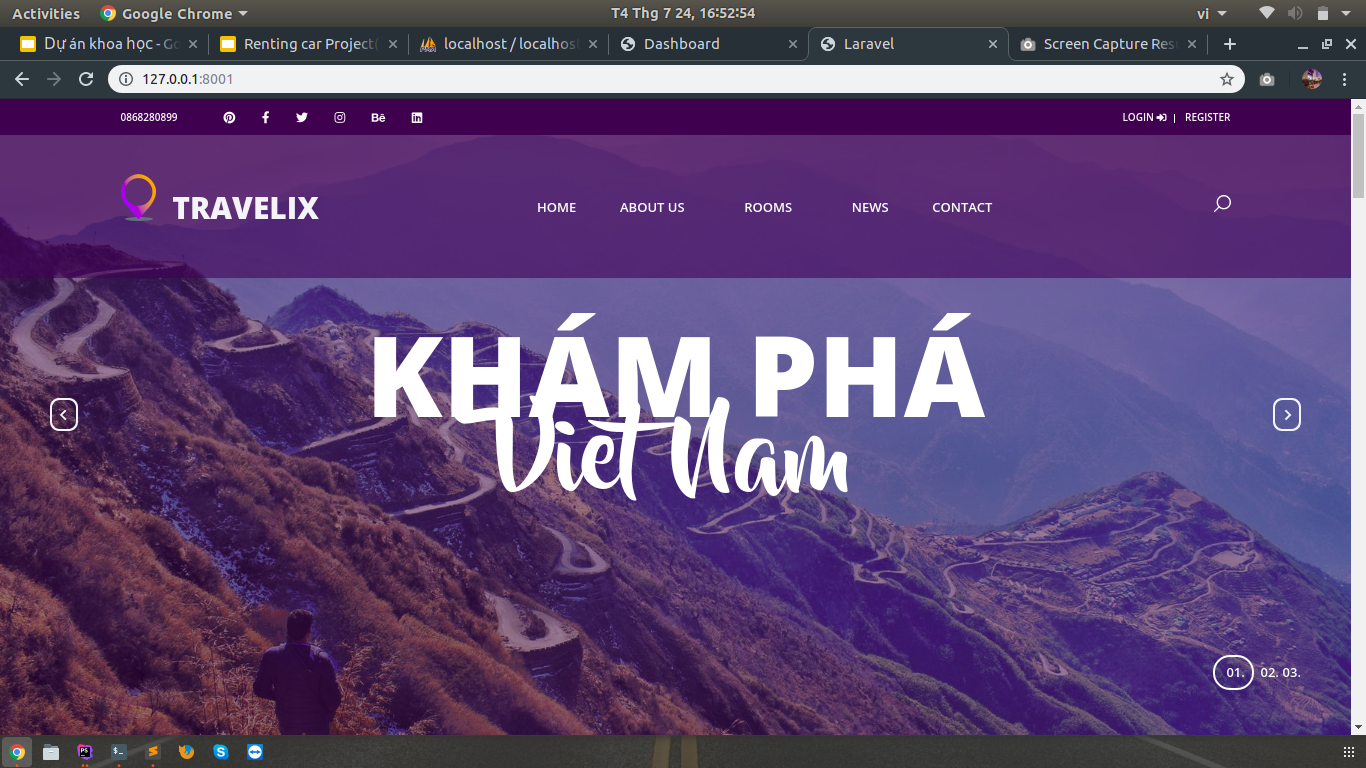 Activities Google Chrome T4 Thg 7 24, 16:52:54 vi
Dự án khoa học - Go Renting car Project( localhost / localhos Dashboard Laravel Screen Capture Res
127.0.0.1:8001
0868280899 LOGIN | REGISTER
TRAVELIX HOME ABOUT US ROOMS NEWS CONTACT
KHÁM PHÁ
Viet Nam
01. 02. 03.